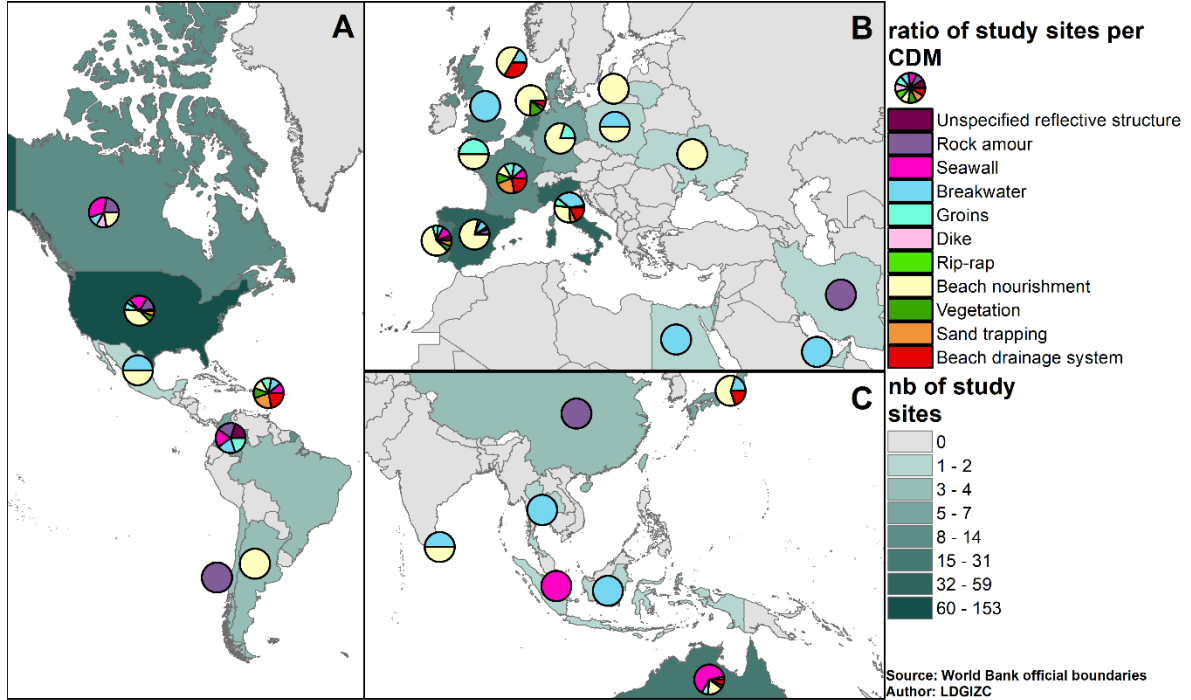 A
B
C
ratio of study sites per
CDM
Unspecified reflective structure
Rock amour
Seawall
Breakwater
Groins
Dike
Rip-rap
Beach nourishment
Vegetation
Sand trapping
Beach drainage system
nb of study
sites
0
1 - 2
3 - 4
5 - 7
8 - 14
15 - 31
32 - 59
60 - 153
Source: World Bank official boundaries
Author: LDGIZC